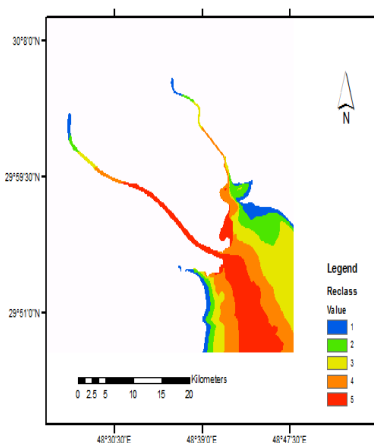 30°8'0"N
N
29°59'30"N
Legend
Reclass
Value
1
2
3
4
5
29°51'0"N
Kilometers
0 2.5 5 10 15 20
48°30'30"E 48°39'0"E 48°47'30"E